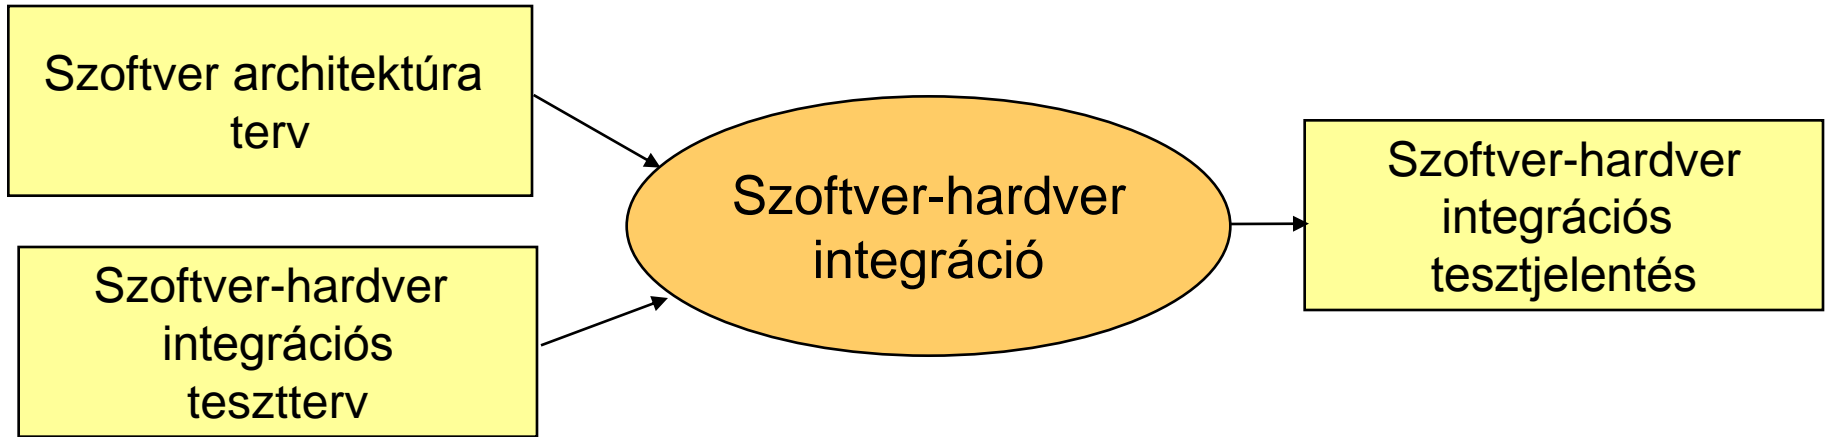 Szoftver architektúra
terv
Szoftver-hardver
integrációs
tesztterv
Szoftver-hardver
integráció
Szoftver-hardver
integrációs
tesztjelentés